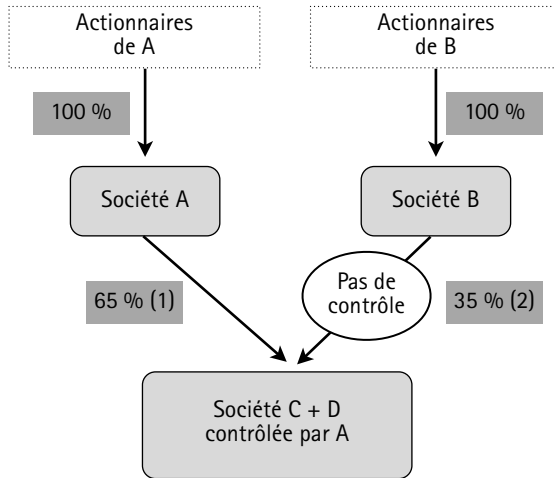 Actionnaires
de A
Actionnaires
de B
100 %
100 %
Société A
Société B
65 % (1)
Pas de
contrôle
35 % (2)
Société C + D
contrôlée par A